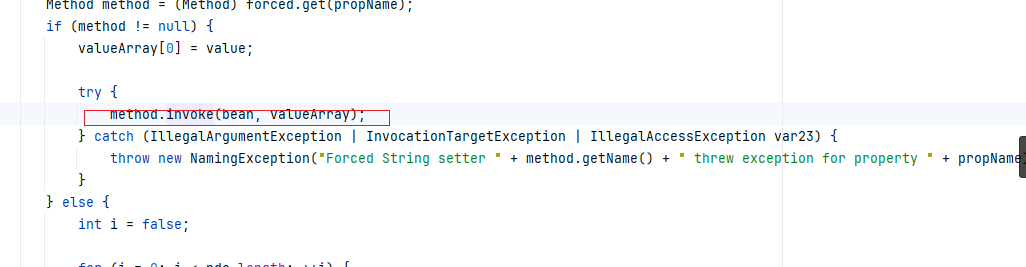 Method method = (Method) forced.get(propName);
if (method != null) {
valueArray[0] = value;
try {
method.invoke(bean, valueArray);
} catch (IllegalArgumentException | InvocationTargetException | IllegalAccessException var23) {
throw new NamingException("Forced String setter " + method.getName() + " threw exception for property " + propName
}
} else {
int i = false;
for (i = 0; i < pda.length; ++i) {